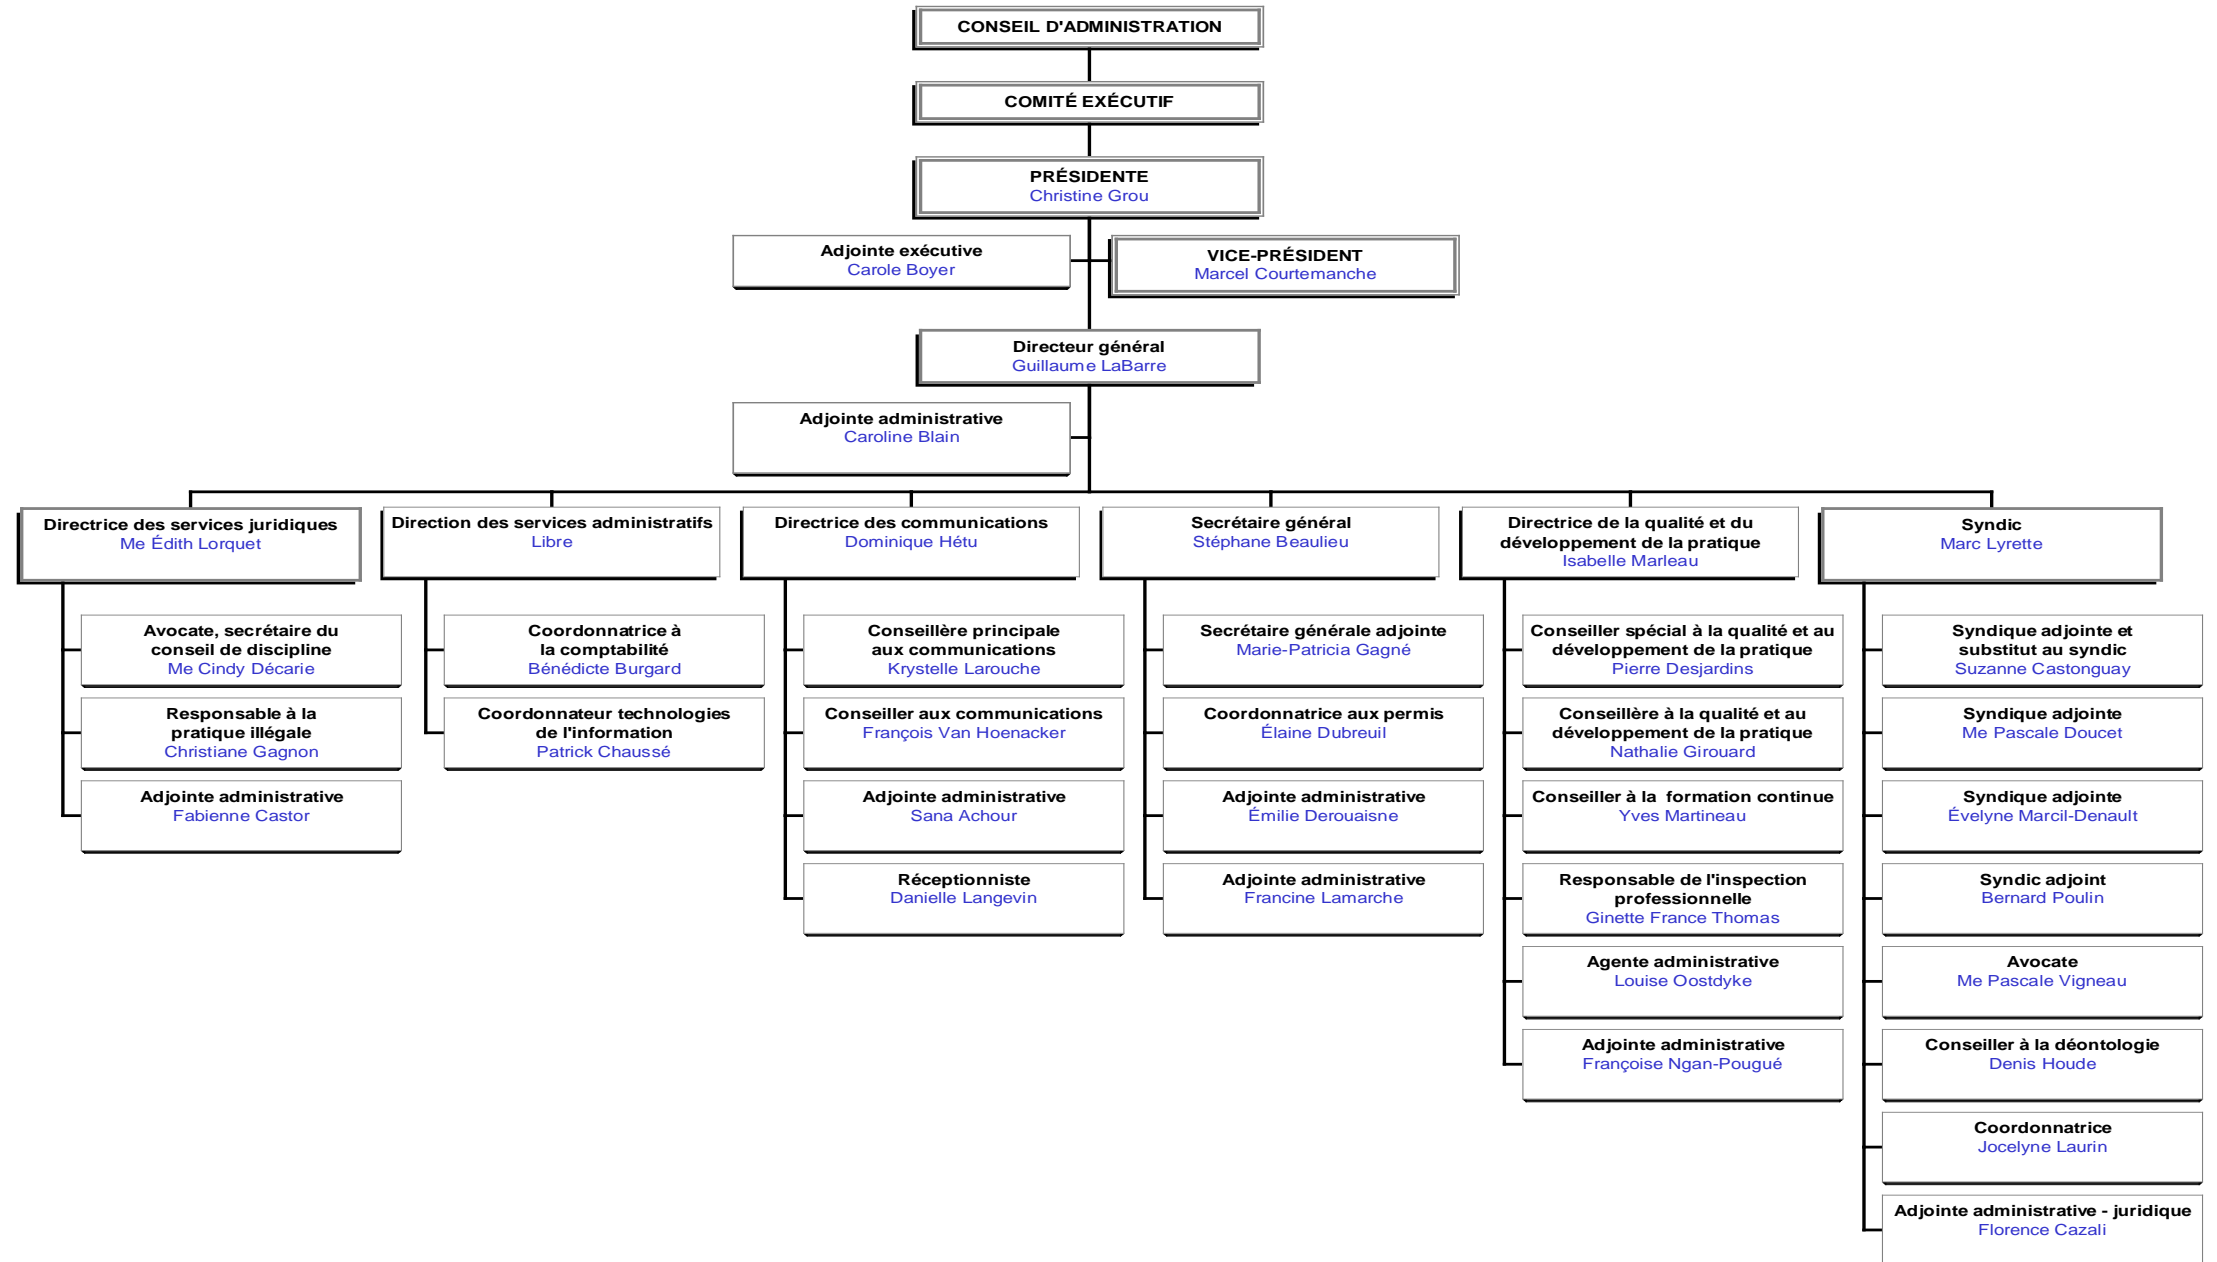 CONSEIL D'ADMINISTRATION
COMITÉ EXÉCUTIF
PRÉSIDENTE
Christine Grou
Adjointe exécutive
Carole Boyer
VICE-PRÉSIDENT
Marcel Courtemanche
Directeur général
Guillaume LaBarre
Adjointe administrative
Caroline Blain
Directrice des services juridiques
Me Édith Lorquet
Avocate, secrétaire du
conseil de discipline
Me Cindy Décarie
Responsable à la
pratique illégale
Christiane Gagnon
Adjointe administrative
Fabienne Castor
Direction des services administratifs
Libre
Coordonnatrice à
la comptabilité
Bénédicte Burgard
Coordonnateur technologies
de l'information
Patrick Chaussé
Directrice des communications
Dominique Hétu
Conseillère principale
aux communications
Krystelle Larouche
Conseiller aux communications
François Van Hoenacker
Adjointe administrative
Sana Achour
Réceptionniste
Danielle Langevin
Secrétaire général
Stéphane Beaulieu
Secrétaire générale adjointe
Marie-Patricia Gagné
Coordonnatrice aux permis
Élaine Dubreuil
Adjointe administrative
Émilie Derouaisne
Adjointe administrative
Francine Lamarche
Directrice de la qualité et du
développement de la pratique
Isabelle Marleau
Conseiller spécial à la qualité et au
développement de la pratique
Pierre Desjardins
Conseillère à la qualité et au
développement de la pratique
Nathalie Girouard
Conseiller à la formation continue
Yves Martineau
Responsable de l'inspection
professionnelle
Ginette France Thomas
Agente administrative
Louise Oostdyke
Adjointe administrative
Françoise Ngan-Pougué
Syndic
Marc Lyrette
Syndique adjointe et
substitut au syndic
Suzanne Castonguay
Syndique adjointe
Me Pascale Doucet
Syndique adjointe
Évelyne Marcil-Denault
Syndic adjoint
Bernard Poulin
Avocate
Me Pascale Vigneau
Conseiller à la déontologie
Denis Houde
Coordonnatrice
Jocelyne Laurin
Adjointe administrative - juridique
Florence Cazali